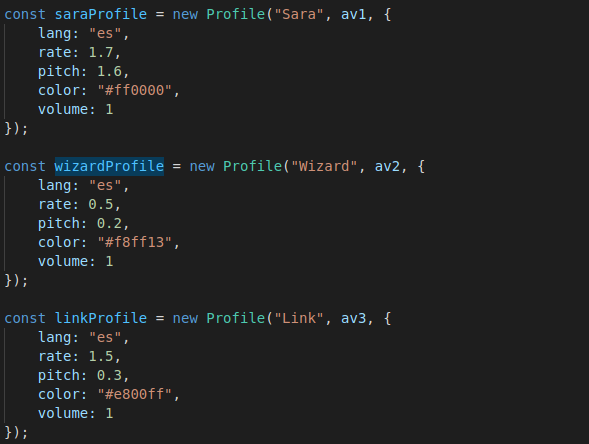 const saraProfile = new Profile("Sara", av1, {
    lang: "es",
    rate: 1.7,
    pitch: 1.6,
    color: "#ff0000",
    volume: 1
});

const wizardProfile = new Profile("Wizard", av2, {
    lang: "es",
    rate: 0.5,
    pitch: 0.2,
    color: "#f8ff13",
    volume: 1
});

const linkProfile = new Profile("Link", av3, {
    lang: "es",
    rate: 1.5,
    pitch: 0.3,
    color: "#e800ff",
    volume: 1
});